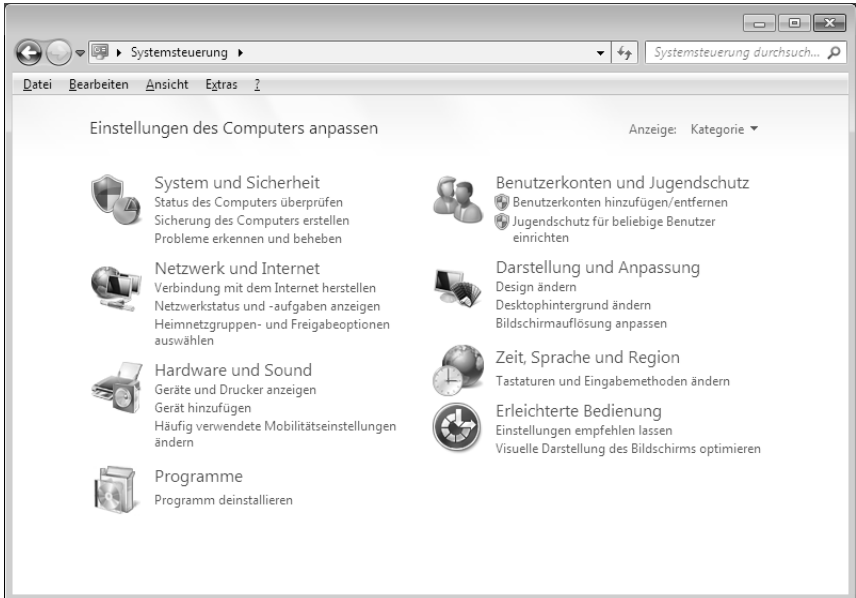 Systemsteuerung
Systemsteuerung durchsuch...
Datei Bearbeiten Ansicht Extras ?
Einstellungen des Computers anpassen
Anzeige: Kategorie
System und Sicherheit
Status des Computers überprüfen
Sicherung des Computers erstellen
Probleme erkennen und beheben
Netzwerk und Internet
Verbindung mit dem Internet herstellen
Netzwerkstatus und -aufgaben anzeigen
Heimnetzgruppen- und Freigabeoptionen
auswählen
Hardware und Sound
Geräte und Drucker anzeigen
Gerät hinzufügen
Häufig verwendete Mobilitätseinstellungen
ändern
Programme
Programm deinstallieren
Benutzerkonten und Jugendschutz
Benutzerkonten hinzufügen/entfernen
Jugendschutz für beliebige Benutzer
einrichten
Darstellung und Anpassung
Design ändern
Desktophintergrund ändern
Bildschirmauflösung anpassen
Zeit, Sprache und Region
Tastaturen und Eingabemethoden ändern
Erleichterte Bedienung
Einstellungen empfehlen lassen
Visuelle Darstellung des Bildschirms optimieren